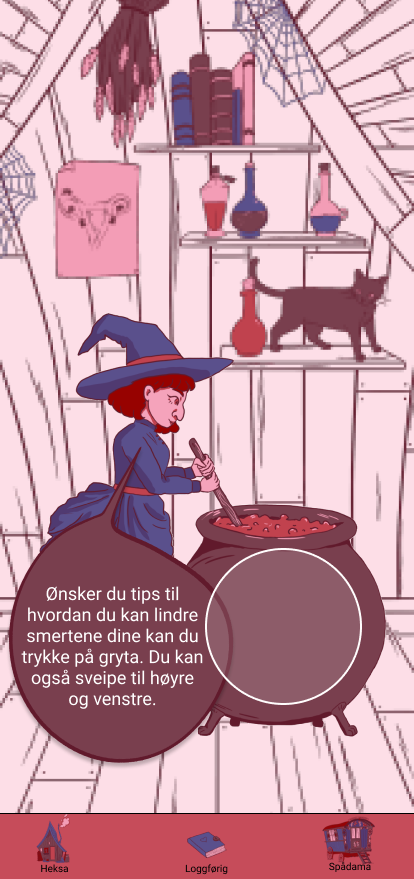 Ønsker du tips til
hvordan du kan lindre
smertene dine kan du
trykke på gryta. Du kan
også sveipe til høyre
og venstre.
Heksa
Loggførig
Spådama